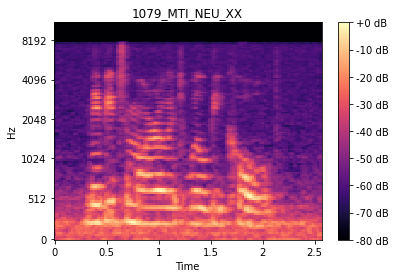 1079_MTI_NEU_XX
+0 dB
8192
-10 dB
4096
-20 dB
-30 dB
2048
Hz
-40 dB
1024
-50 dB
512
-60 dB
-70 dB
0
-80 dB
0 0.5 1 1.5 2 2.5
Time